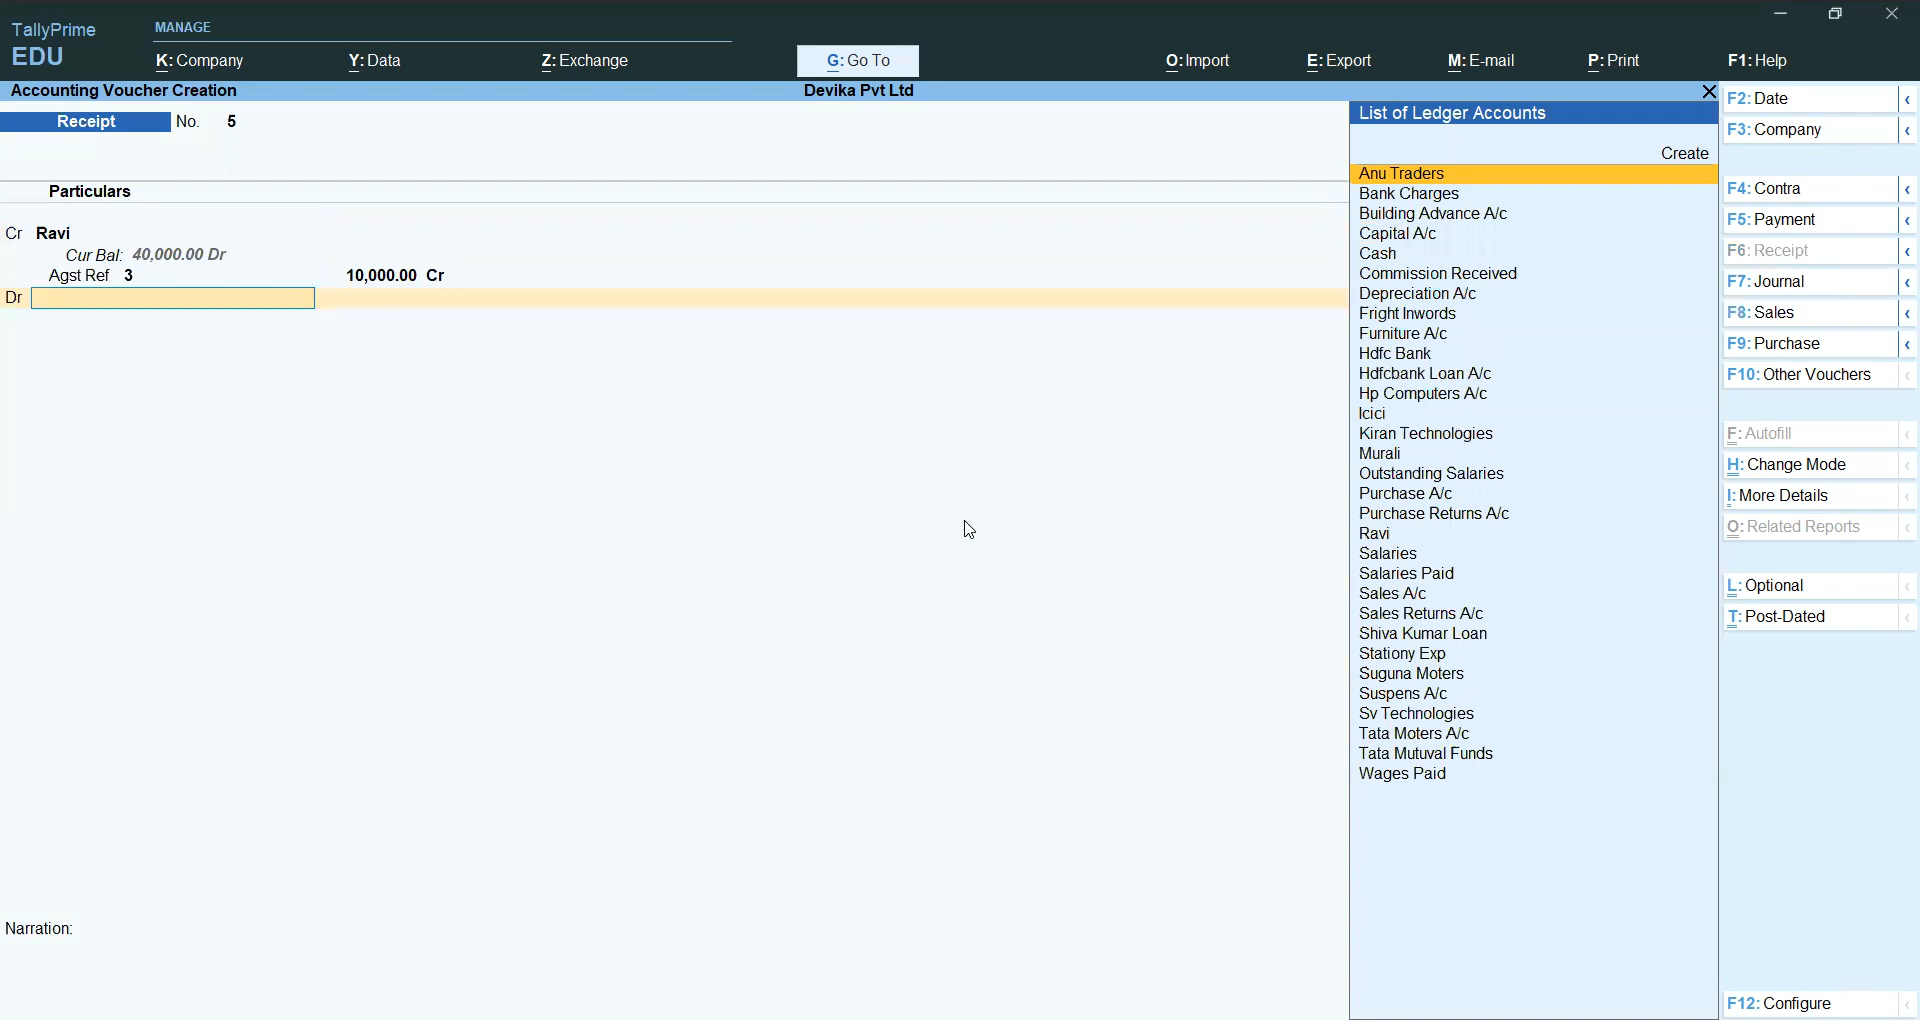 TallyPrime
EDU
MANAGE
K: Company
Y: Data
Z: Exchange
G: Go To
O: Import
E: Export
M: E-mail
P: Print
F1: Help
Accounting Voucher Creation
Devika Pvt Ltd
Receipt No. 5
Particulars
Cr Ravi
Cur Bal: 40,000.00 Dr
Agst Ref 3 10,000.00 Cr
Dr
Narration:
List of Ledger Accounts
Create
Anu Traders
Bank Charges
Building Advance A/c
Capital A/c
Cash
Commission Received
Depreciation A/c
Fright Inwords
Furniture A/c
Hdfc Bank
Hdfcbank Loan A/c
Hp Computers A/c
Icici
Kiran Technologies
Murali
Outstanding Salaries
Purchase A/c
Purchase Returns A/c
Ravi
Salaries
Salaries Paid
Sales A/c
Sales Returns A/c
Shiva Kumar Loan
Stationy Exp
Suguna Moters
Suspens A/c
Sv Technologies
Tata Moters A/c
Tata Mutuval Funds
Wages Paid
F2: Date
F3: Company
F4: Contra
F5: Payment
F6: Receipt
F7: Journal
F8: Sales
F9: Purchase
F10: Other Vouchers
F: Autofill
H: Change Mode
I: More Details
O: Related Reports
L: Optional
T: Post-Dated
F12: Configure